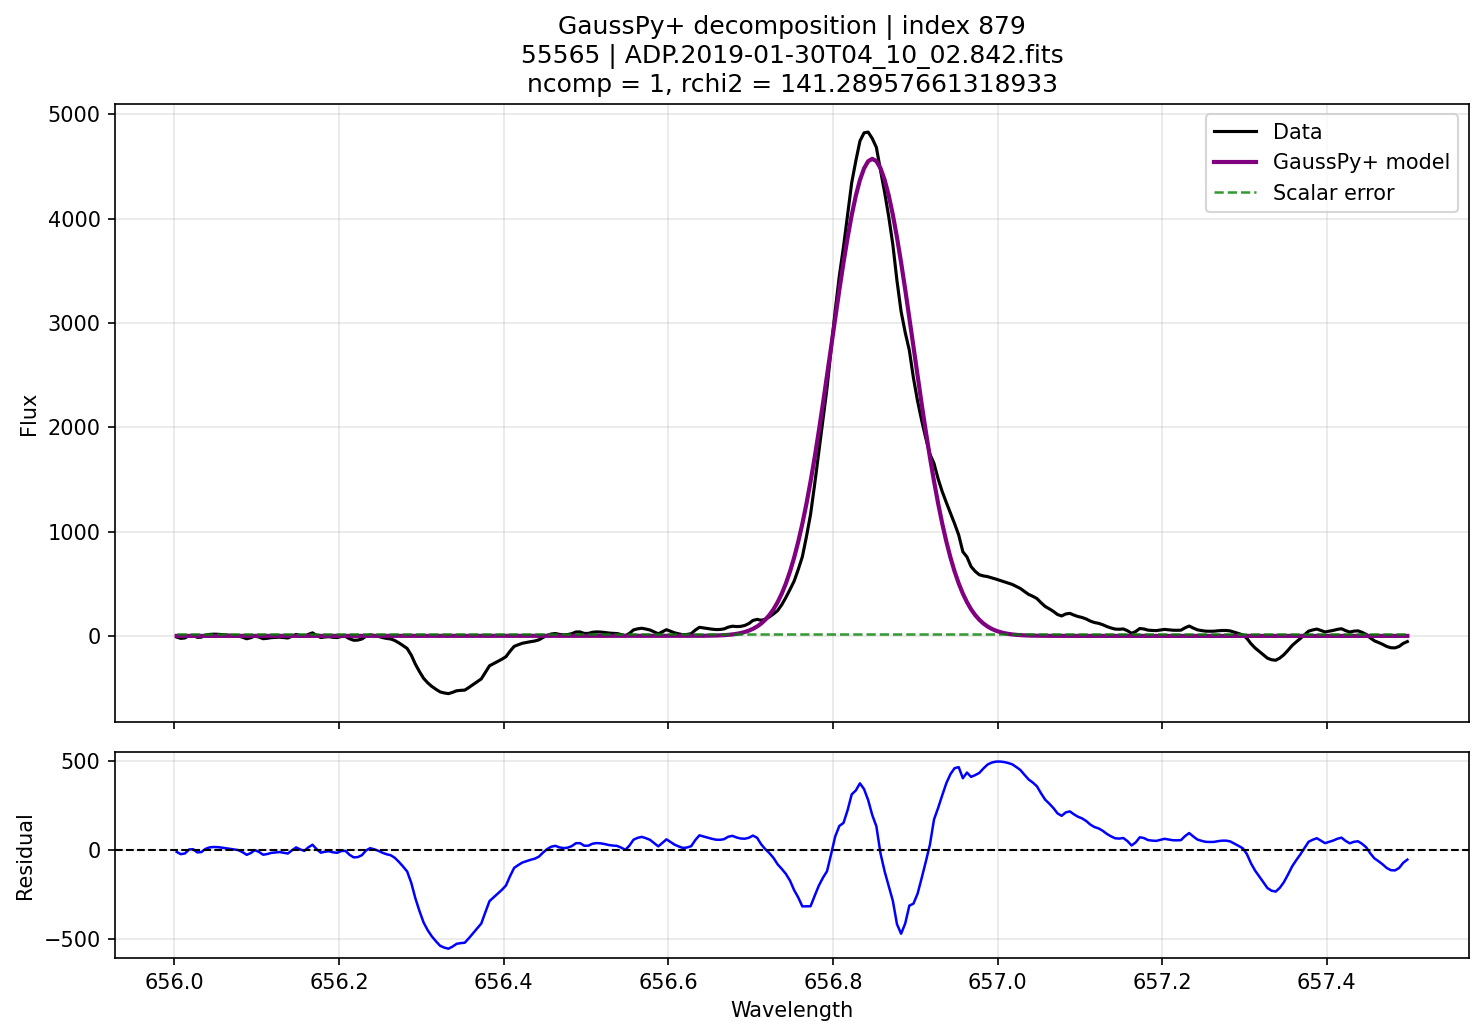 GaussPy+ decomposition | index 879
55565 | ADP.2019-01-30T04_10_02.842.fits
ncomp = 1, rchi2 = 141.28957661318933
5000
4000
3000
2000
1000
0
Flux
Data
GaussPy+ model
Scalar error
500
0
−500
Residual
656.0 656.2 656.4 656.6 656.8 657.0 657.2 657.4
Wavelength